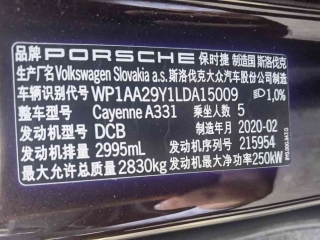 品牌 PORSCHE 保时捷 制造国 斯洛伐克
生产厂名 Volkswagen Slovakia a.s. 斯洛伐克大众汽车股份公司制造
车辆识别代号 WP1AA29Y1LDA15009 1,0%
整车型号 Cayenne A331 乘坐人数 5
发动机型号 DCB 制造年月 2020-02
发动机排量 2995mL 发动机序列号 215954
最大允许总质量 2830kg 发动机最大净功率 250kW